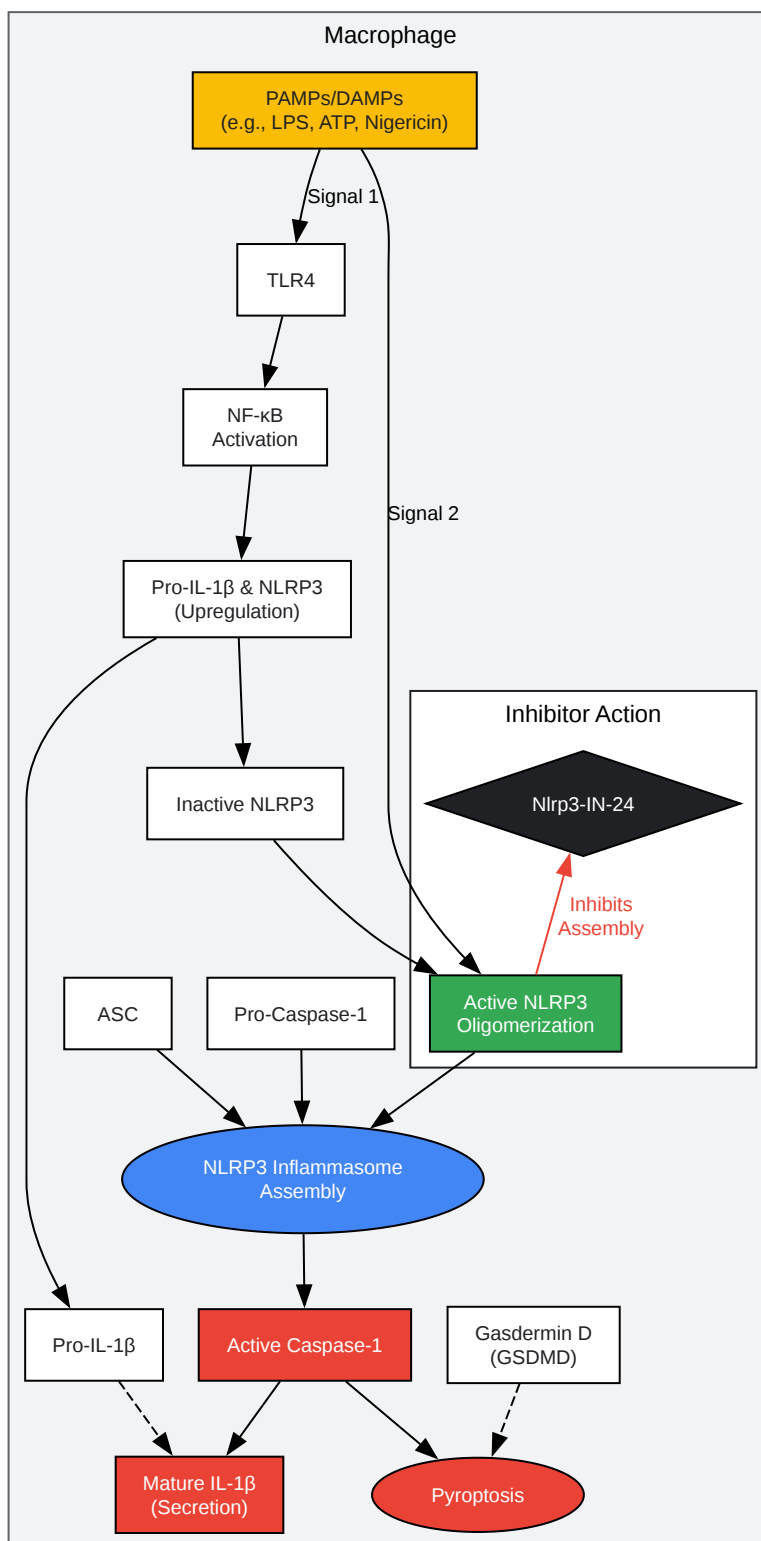 Macrophage
PAMPs/DAMPs
(e.g., LPS, ATP, Nigericin)
Signal 1
TLR4
NF-κB
Activation
Signal 2
Pro-IL-1β & NLRP3
(Upregulation)
Inhibitor Action
Inactive NLRP3
Nlrp3-IN-24
Inhibits
Assembly
ASC
Pro-Caspase-1
Active NLRP3
Oligomerization
NLRP3 Inflammasome
Assembly
Pro-IL-1β
Active Caspase-1
Gasdermin D
(GSDMD)
Mature IL-1β
(Secretion)
Pyroptosis